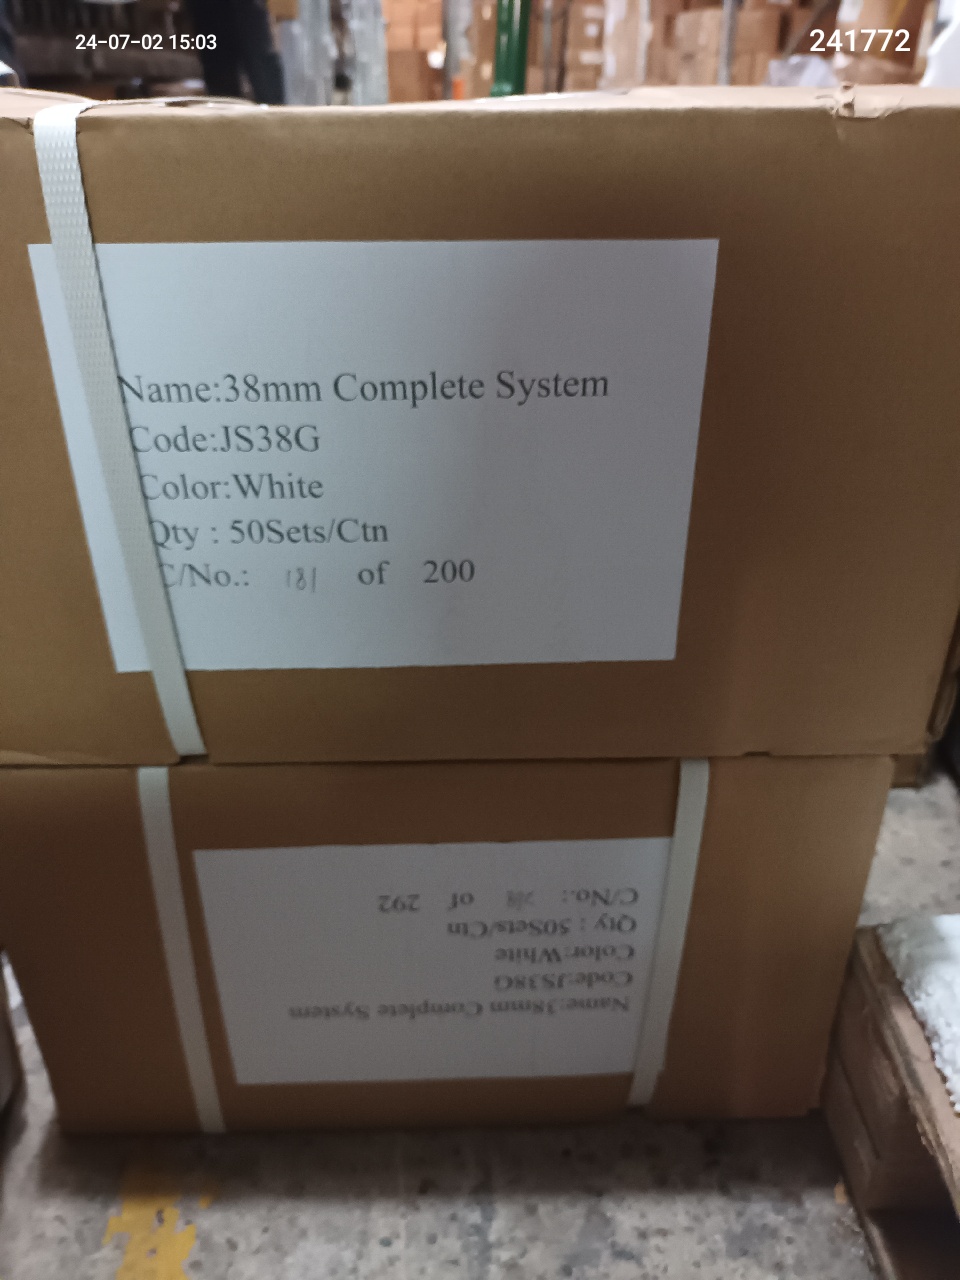 24-07-02 15:03
241772
Name:38mm Complete System
Code:JS38G
Color:White
Qty : 50Sets/Ctn
C/No.: 181 of 200
Name:38mm Complete System
Code:JS38G
Color:White
Qty : 50Sets/Ctn
C/No.: of 292